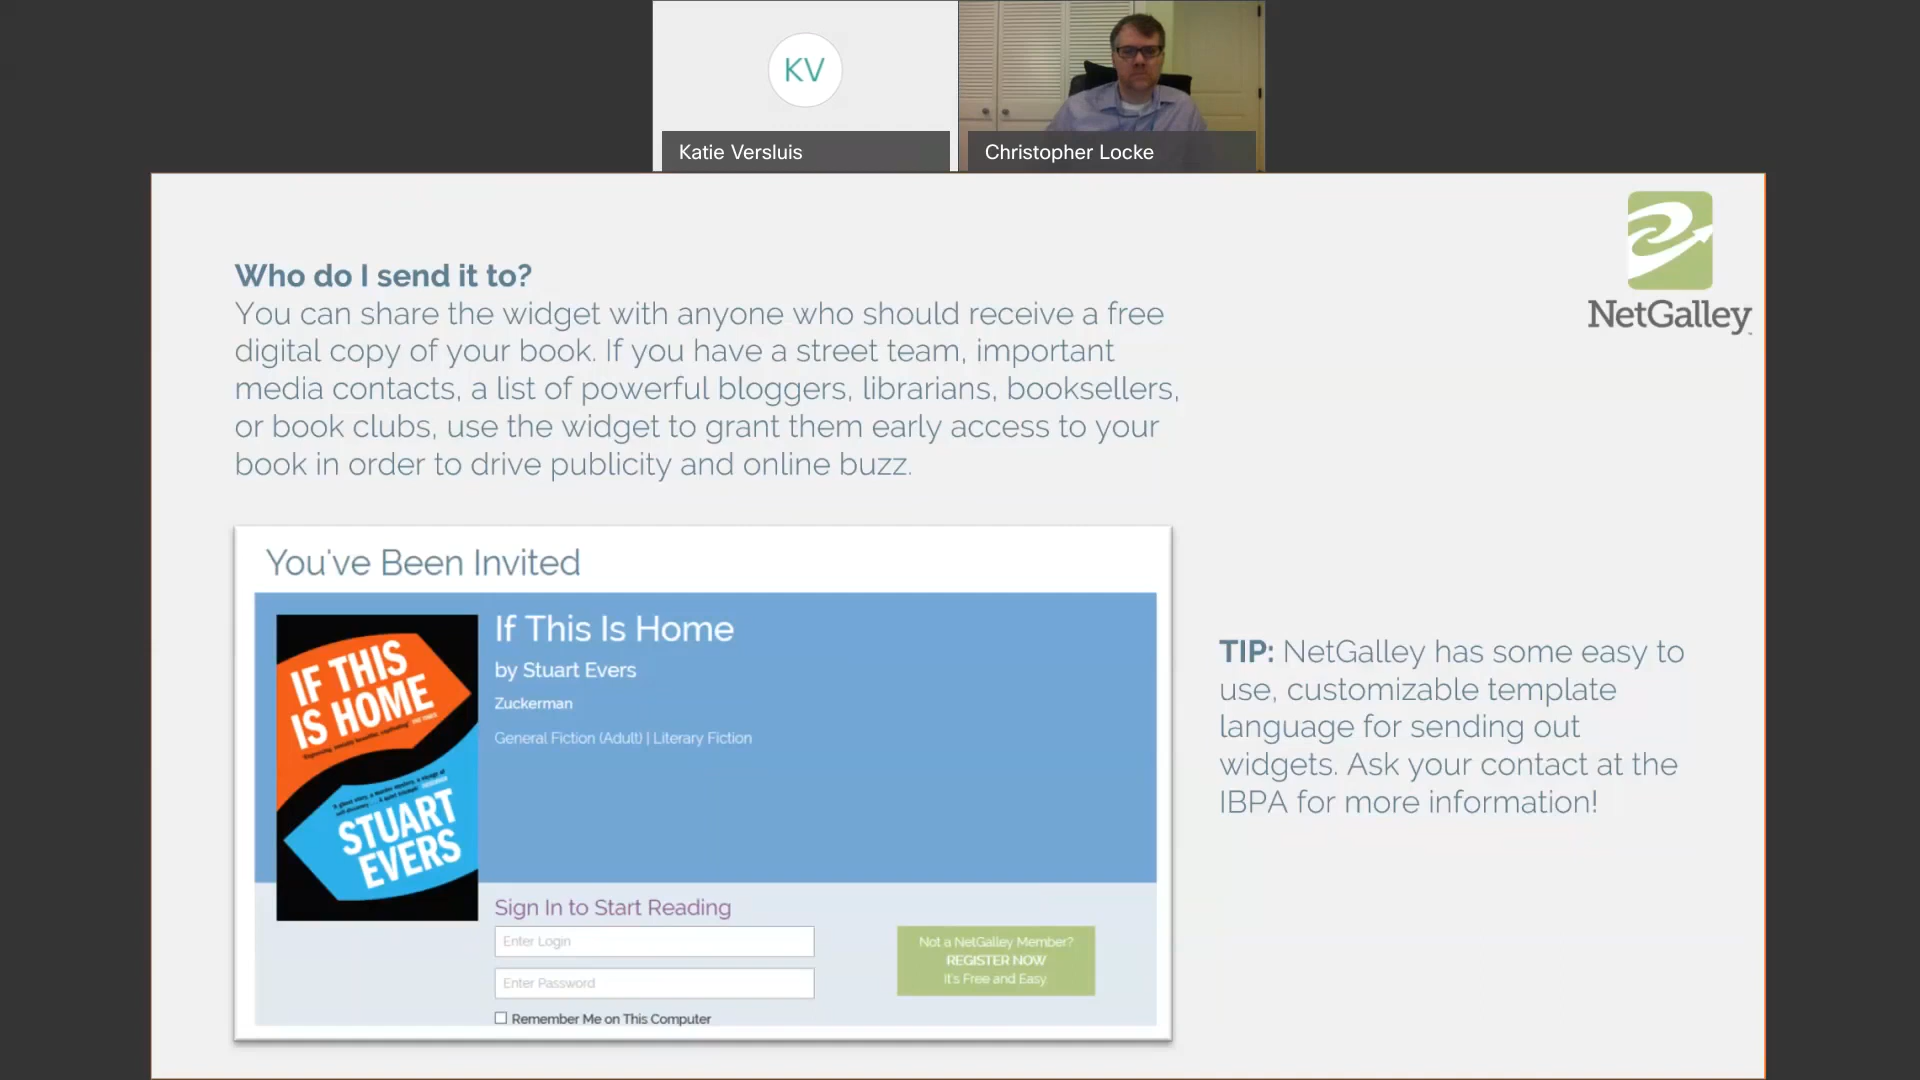 KV
Katie Versluis
Christopher Locke
NetGalley
Who do I send it to?
You can share the widget with anyone who should receive a free
digital copy of your book. If you have a street team, important
media contacts, a list of powerful bloggers, librarians, booksellers,
or book clubs, use the widget to grant them early access to your
book in order to drive publicity and online buzz.
You've Been Invited
IF THIS
IS HOME
STUART
EVERS
If This Is Home
by Stuart Evers
Zuckerman
General Fiction (Adult) | Literary Fiction
Sign In to Start Reading
Enter Login
Enter Password
Remember Me on This Computer
Not a NetGalley Member?
REGISTER NOW
It's Free and Easy.
TIP: NetGalley has some easy to
use, customizable template
language for sending out
widgets. Ask your contact at the
IBPA for more information!